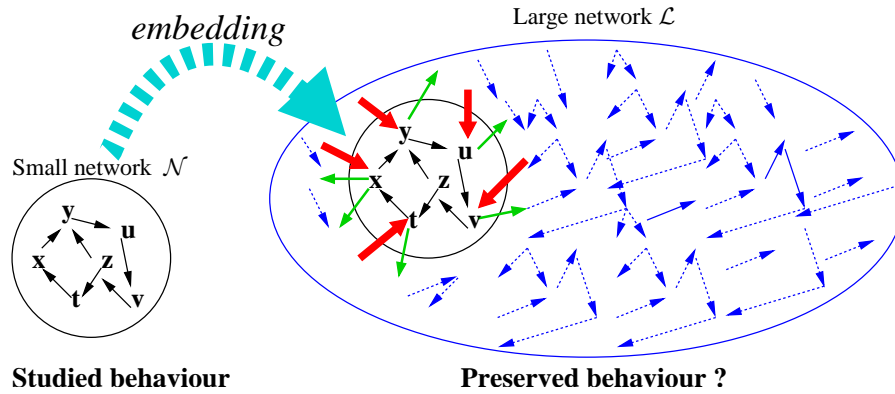 embedding
Large network ℒ
Small network 𝒩
y
u
x z
t v
y
u
x z
t v
Studied behaviour
Preserved behaviour ?